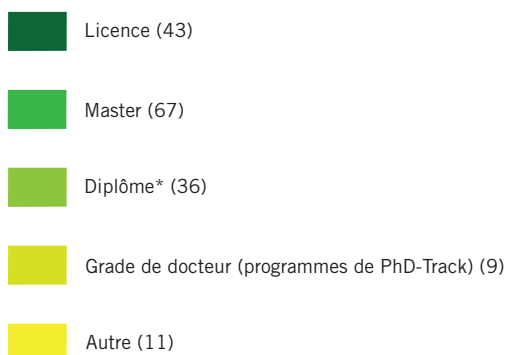 Licence (43)
Master (67)
Diplôme* (36)
Grade de docteur (programmes de PhD-Track) (9)
Autre (11)